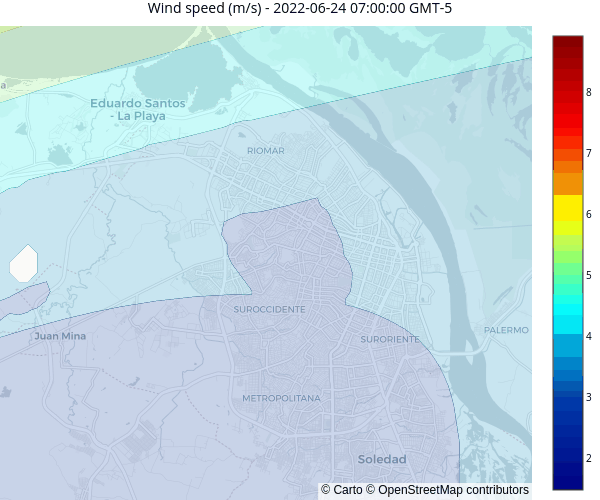 Wind speed (m/s) - 2022-06-24 07:00:00 GMT-5
a
Eduardo Santos
- La Playa
RIOMAR
SUROCCIDENTE
Juan Mina
SURORIENTE
PALERMO
METROPOLITANA
Soledad
© Carto © OpenStreetMap contributors
8
7
6
5
4
3
2